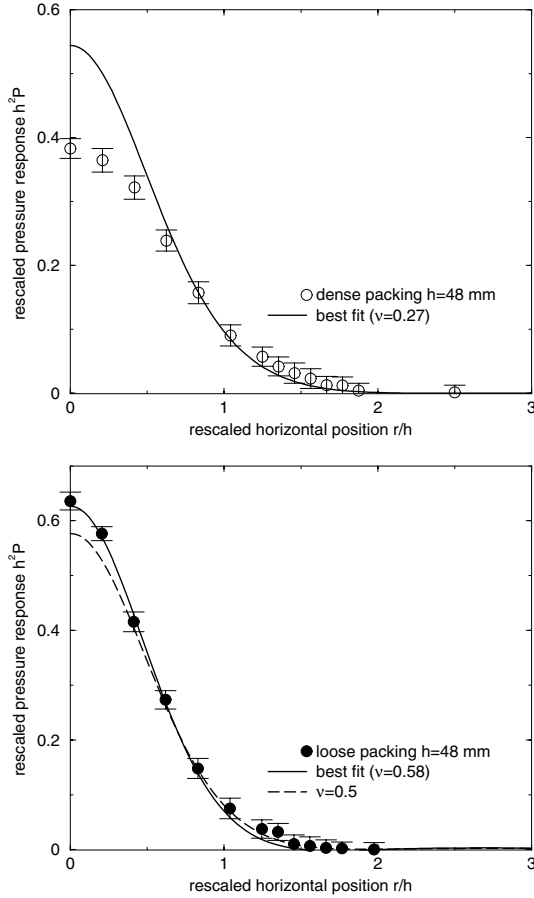 0.6
0.4
0.2
0
rescaled pressure response h²P
dense packing h=48 mm
best fit (ν=0.27)
0 1 2 3
rescaled horizontal position r/h
0.6
0.4
0.2
0
rescaled pressure response h²P
loose packing h=48 mm
best fit (ν=0.58)
ν=0.5
0 1 2 3
rescaled horizontal position r/h